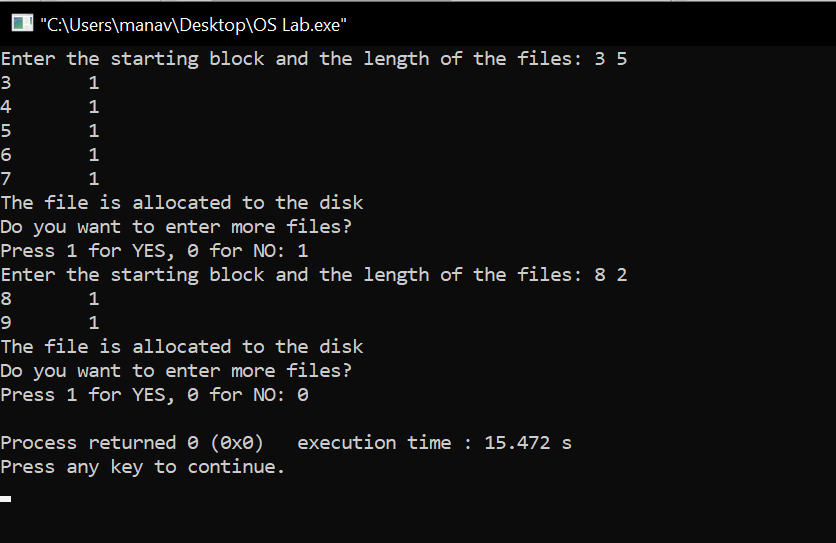 "C:\Users\manav\Desktop\OS Lab.exe"
Enter the starting block and the length of the files: 3 5
3       1
4       1
5       1
6       1
7       1
The file is allocated to the disk
Do you want to enter more files?
Press 1 for YES, 0 for NO: 1
Enter the starting block and the length of the files: 8 2
8       1
9       1
The file is allocated to the disk
Do you want to enter more files?
Press 1 for YES, 0 for NO: 0
Process returned 0 (0x0)   execution time : 15.472 s
Press any key to continue.